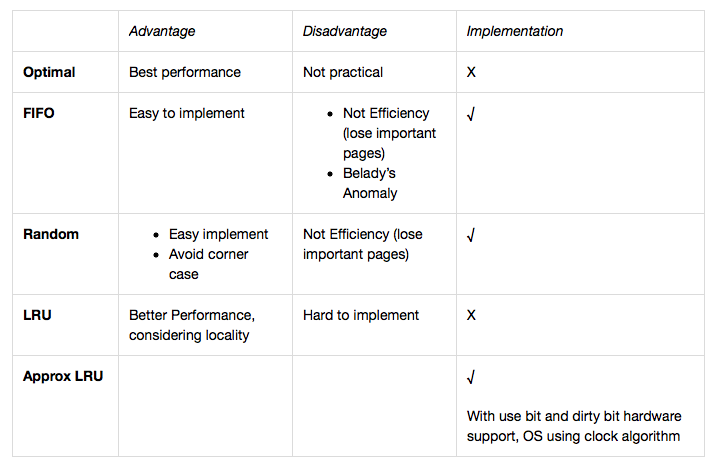 Advantage Disadvantage Implementation
Optimal Best performance Not practical X
FIFO Easy to implement • Not Efficiency √
(lose important
pages)
• Belady’s
Anomaly
Random • Easy implement Not Efficiency (lose √
• Avoid corner important pages)
case
LRU Better Performance, Hard to implement X
considering locality
Approx LRU √
With use bit and dirty bit hardware
support, OS using clock algorithm